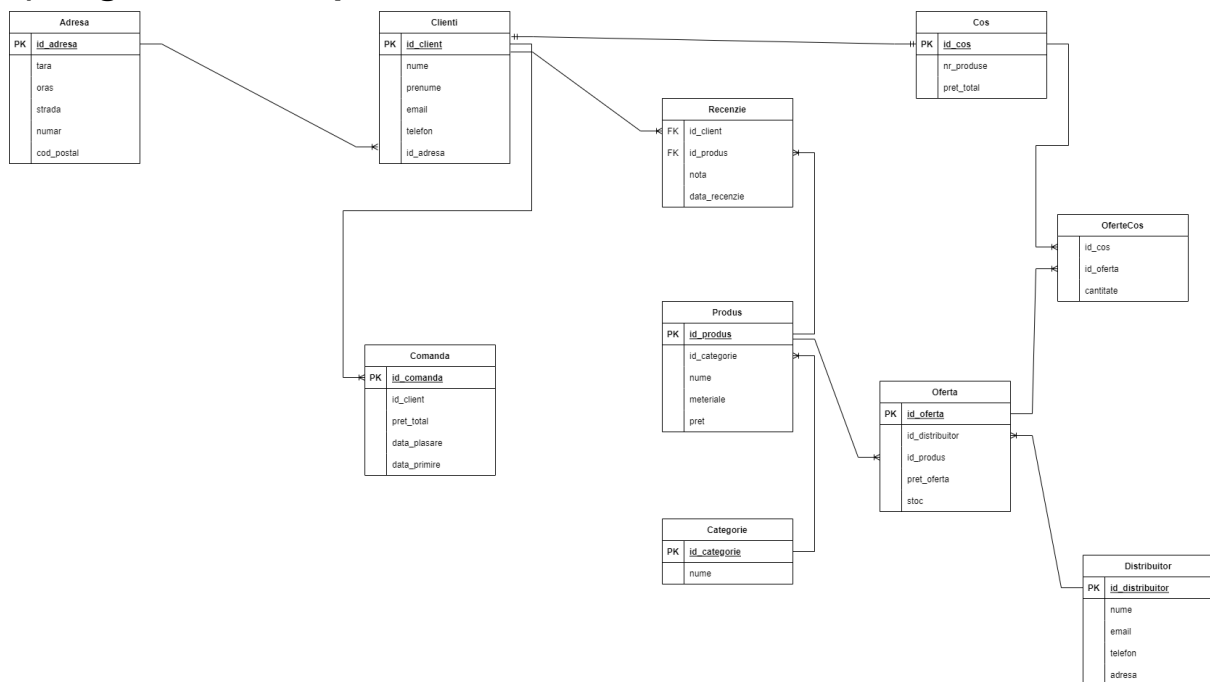 Adresa
PK id_adresa
tara
oras
strada
numar
cod_postal
Clienti
PK id_client
nume
prenume
email
telefon
id_adresa
Cos
PK id_cos
nr_produse
pret_total
Recenzie
FK id_client
FK id_produs
nota
data_recenzie
OferteCos
id_cos
id_oferta
cantitate
Produs
PK id_produs
id_categorie
nume
meteriale
pret
Comanda
PK id_comanda
id_client
pret_total
data_plasare
data_primire
Oferta
PK id_oferta
id_distribuitor
id_produs
pret_oferta
stoc
Categorie
PK id_categorie
nume
Distribuitor
PK id_distribuitor
nume
email
telefon
adresa